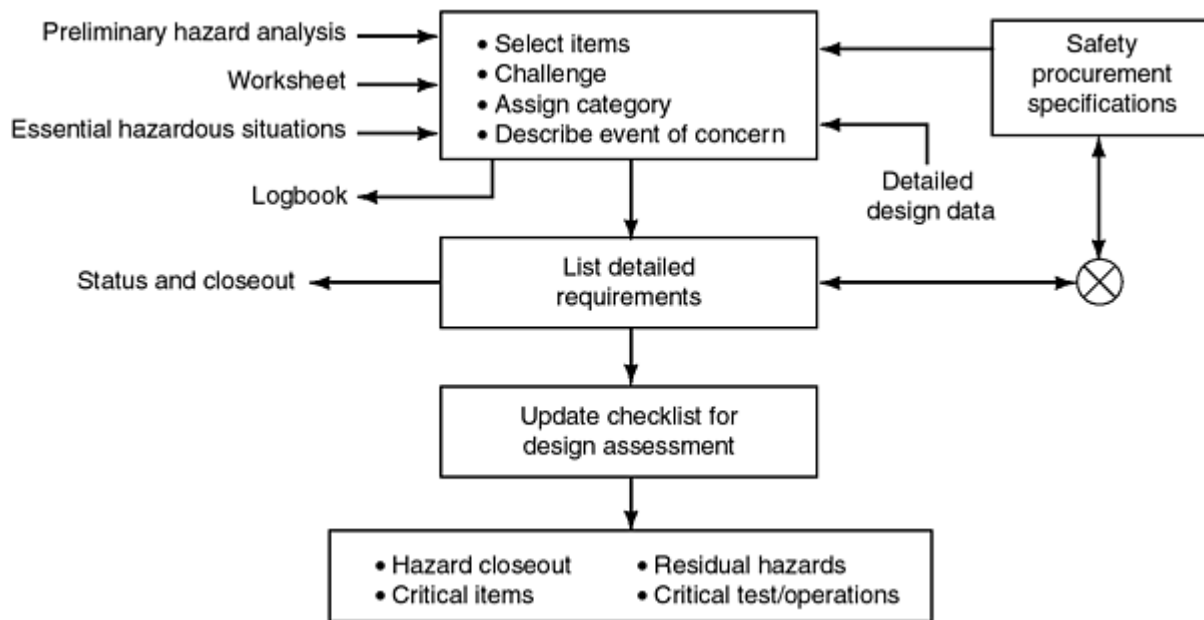 Preliminary hazard analysis
Worksheet
Essential hazardous situations
Logbook
• Select items
• Challenge
• Assign category
• Describe event of concern
Safety
procurement
specifications
Detailed
design data
Status and closeout
List detailed
requirements
Update checklist for
design assessment
• Hazard closeout
• Critical items
• Residual hazards
• Critical test/operations